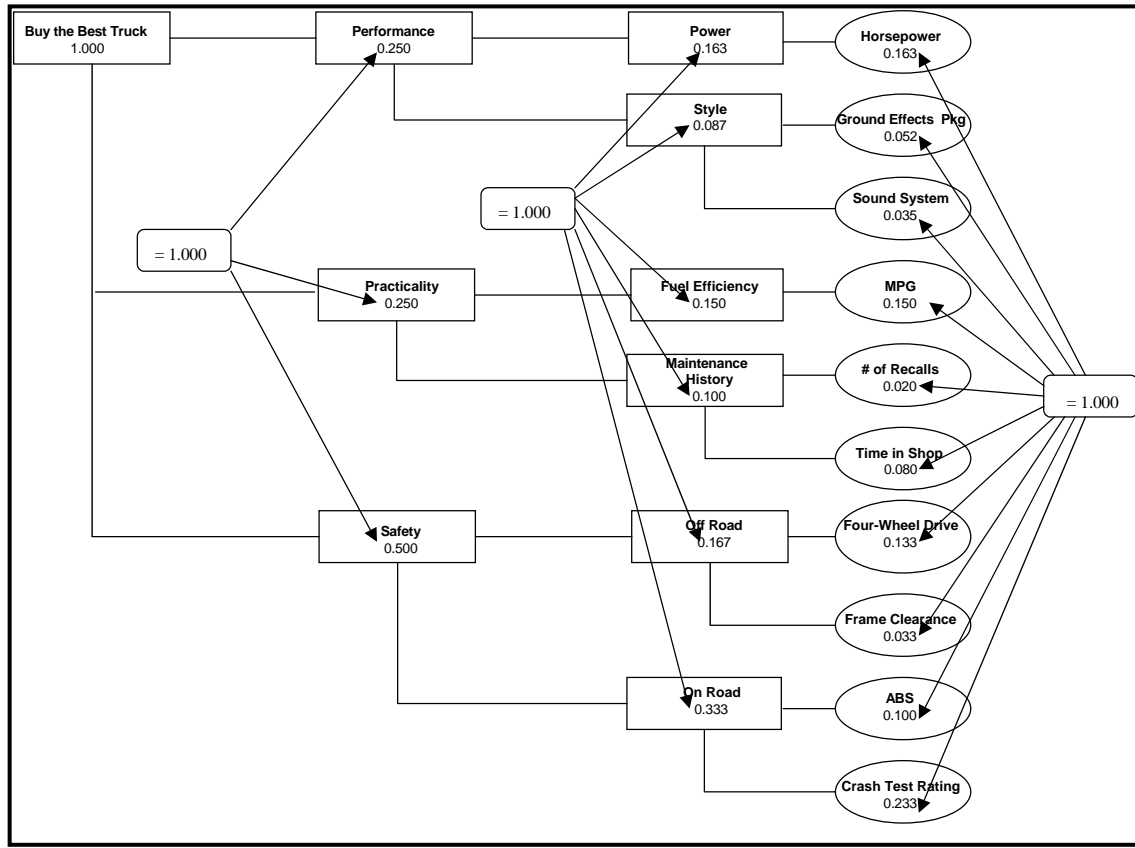 Buy the Best Truck
1.000
Performance
0.250
Power
0.163
Horsepower
0.163
Style
0.087
Ground Effects Pkg
0.052
Sound System
0.035
= 1.000
= 1.000
Practicality
0.250
Fuel Efficiency
0.150
MPG
0.150
Maintenance
History
0.100
# of Recalls
0.020
= 1.000
Time in Shop
0.080
Safety
0.500
Off Road
0.167
Four-Wheel Drive
0.133
Frame Clearance
0.033
On Road
0.333
ABS
0.100
Crash Test Rating
0.233